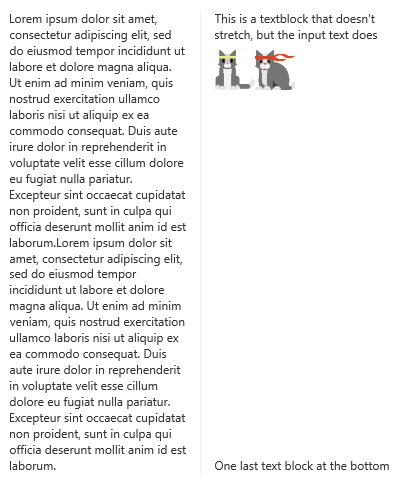 Lorem ipsum dolor sit amet,
consectetur adipiscing elit, sed
do eiusmod tempor incididunt ut
labore et dolore magna aliqua.
Ut enim ad minim veniam, quis
nostrud exercitation ullamco
laboris nisi ut aliquip ex ea
commodo consequat. Duis aute
irure dolor in reprehenderit in
voluptate velit esse cillum dolore
eu fugiat nulla pariatur.
Excepteur sint occaecat cupidatat
non proident, sunt in culpa qui
officia deserunt mollit anim id est
laborum.Lorem ipsum dolor sit
amet, consectetur adipiscing elit,
sed do eiusmod tempor
incididunt ut labore et dolore
magna aliqua. Ut enim ad minim
veniam, quis nostrud exercitation
ullamco laboris nisi ut aliquip ex
ea commodo consequat. Duis
aute irure dolor in reprehenderit
in voluptate velit esse cillum
dolore eu fugiat nulla pariatur.
Excepteur sint occaecat cupidatat
non proident, sunt in culpa qui
officia deserunt mollit anim id est
laborum.
This is a textblock that doesn't
stretch, but the input text does
One last text block at the bottom